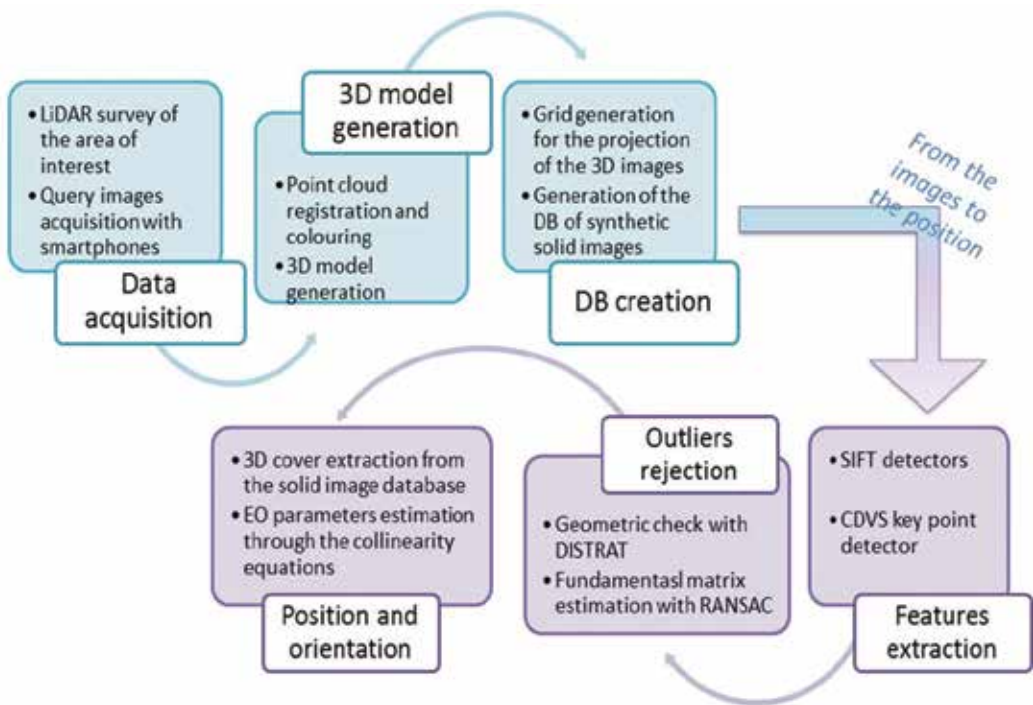 • LiDAR survey of
the area of
interest
• Query images
acquisition with
smartphones
Data
acquisition
3D model
generation
• Point cloud
registration and
colouring
• 3D model
generation
• Grid generation
for the projection
of the 3D images
• Generation of the
DB of synthetic
solid images
DB creation
From the
images to
the position
• SIFT detectors
• CDVS key point
detector
Features
extraction
Outliers
rejection
• Geometric check with
DISTRAT
• Fundamentasl matrix
estimation with RANSAC
• 3D cover extraction from
the solid image database
• EO parameters estimation
through the collinearity
equations
Position and
orientation